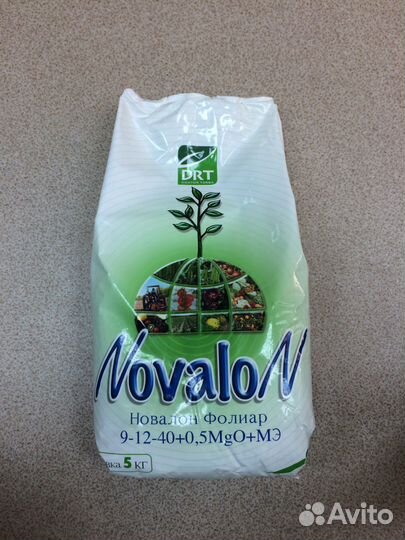 DRT
NovaloN
Новалон Фолиар
9-12-40+0,5MgO+МЭ
5 кг
Avito